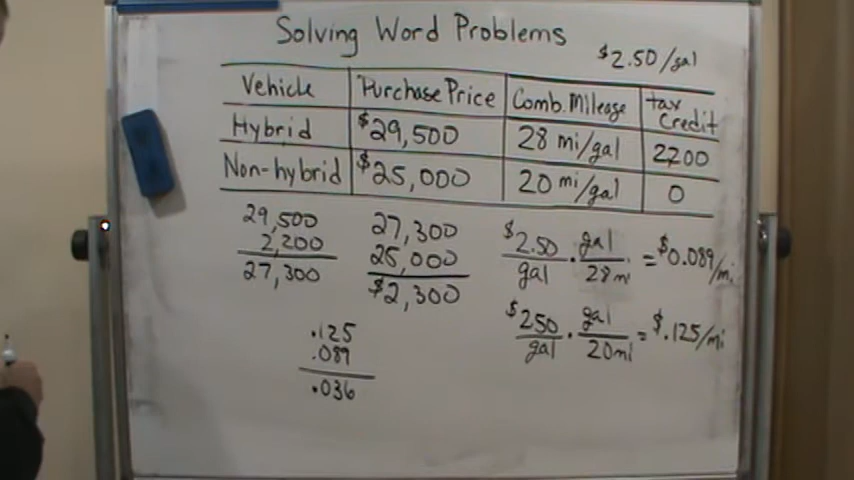 Solving Word Problems
$2.50/gal
Vehicle Purchase Price Comb. Mileage tax Credit
Hybrid $29,500 28 mi/gal 2200
Non-hybrid $25,000 20 mi/gal 0
29,500
2,200
27,300
27,300
25,000
$2,300
$2.50/gal · gal/28mi = $0.089/mi
$250/gal · gal/20mi = $.125/mi
.125
.089
.036